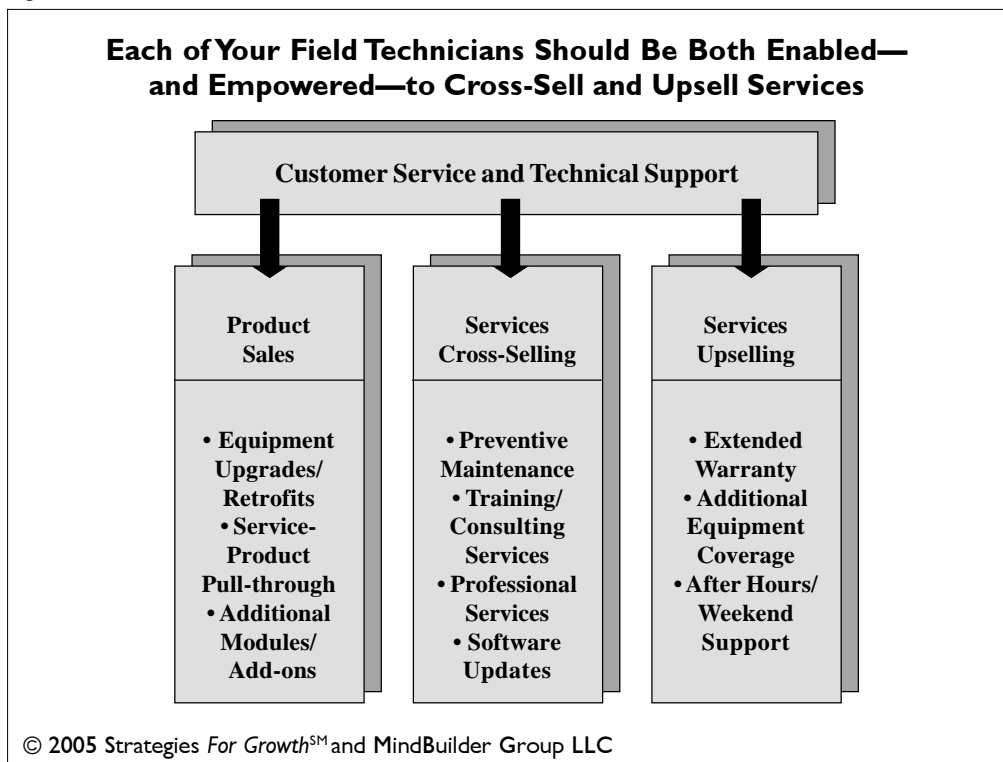 Each of Your Field Technicians Should Be Both Enabled—
and Empowered—to Cross-Sell and Upsell Services
Customer Service and Technical Support
Product
Sales
• Equipment
Upgrades/
Retrofits
• Service-
Product
Pull-through
• Additional
Modules/
Add-ons
Services
Cross-Selling
• Preventive
Maintenance
• Training/
Consulting
Services
• Professional
Services
• Software
Updates
Services
Upselling
• Extended
Warranty
• Additional
Equipment
Coverage
• After Hours/
Weekend
Support
© 2005 Strategies For Growth℠ and MindBuilder Group LLC